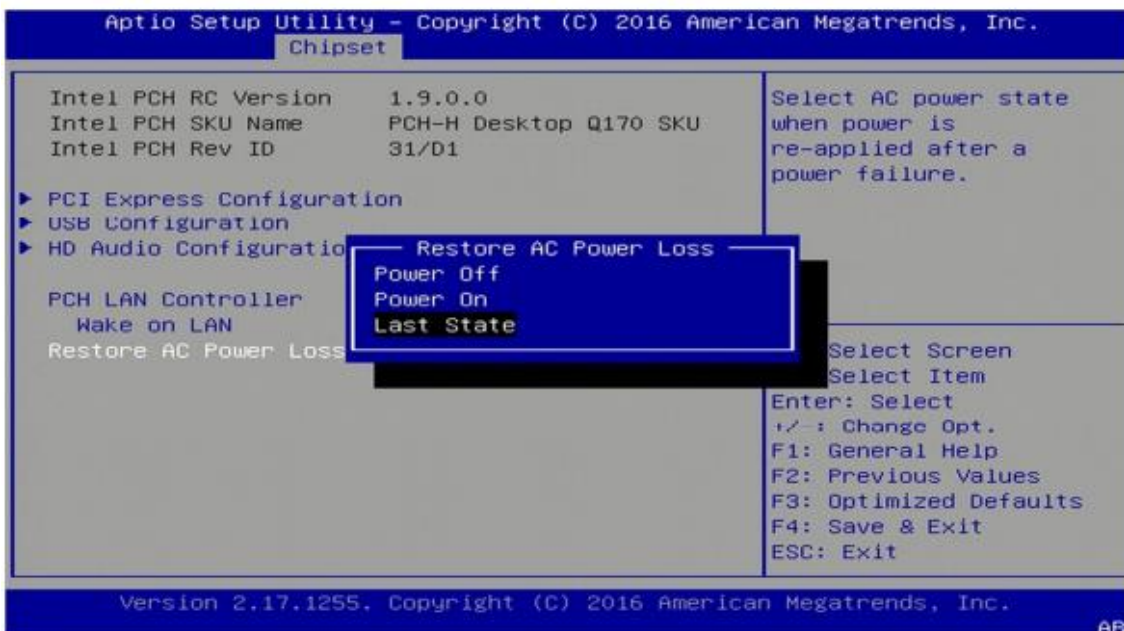 Aptio Setup Utility – Copyright (C) 2016 American Megatrends, Inc.
Chipset
Intel PCH RC Version 1.9.0.0
Intel PCH SKU Name PCH-H Desktop Q170 SKU
Intel PCH Rev ID 31/D1
PCI Express Configuration
USB Configuration
HD Audio Configuratio
PCH LAN Controller
Wake on LAN
Restore AC Power Loss
Restore AC Power Loss
Power Off
Power On
Last State
Select AC power state
when power is
re-applied after a
power failure.
Select Screen
Select Item
Enter: Select
+/-: Change Opt.
F1: General Help
F2: Previous Values
F3: Optimized Defaults
F4: Save & Exit
ESC: Exit
Version 2.17.1255. Copyright (C) 2016 American Megatrends, Inc.
AB